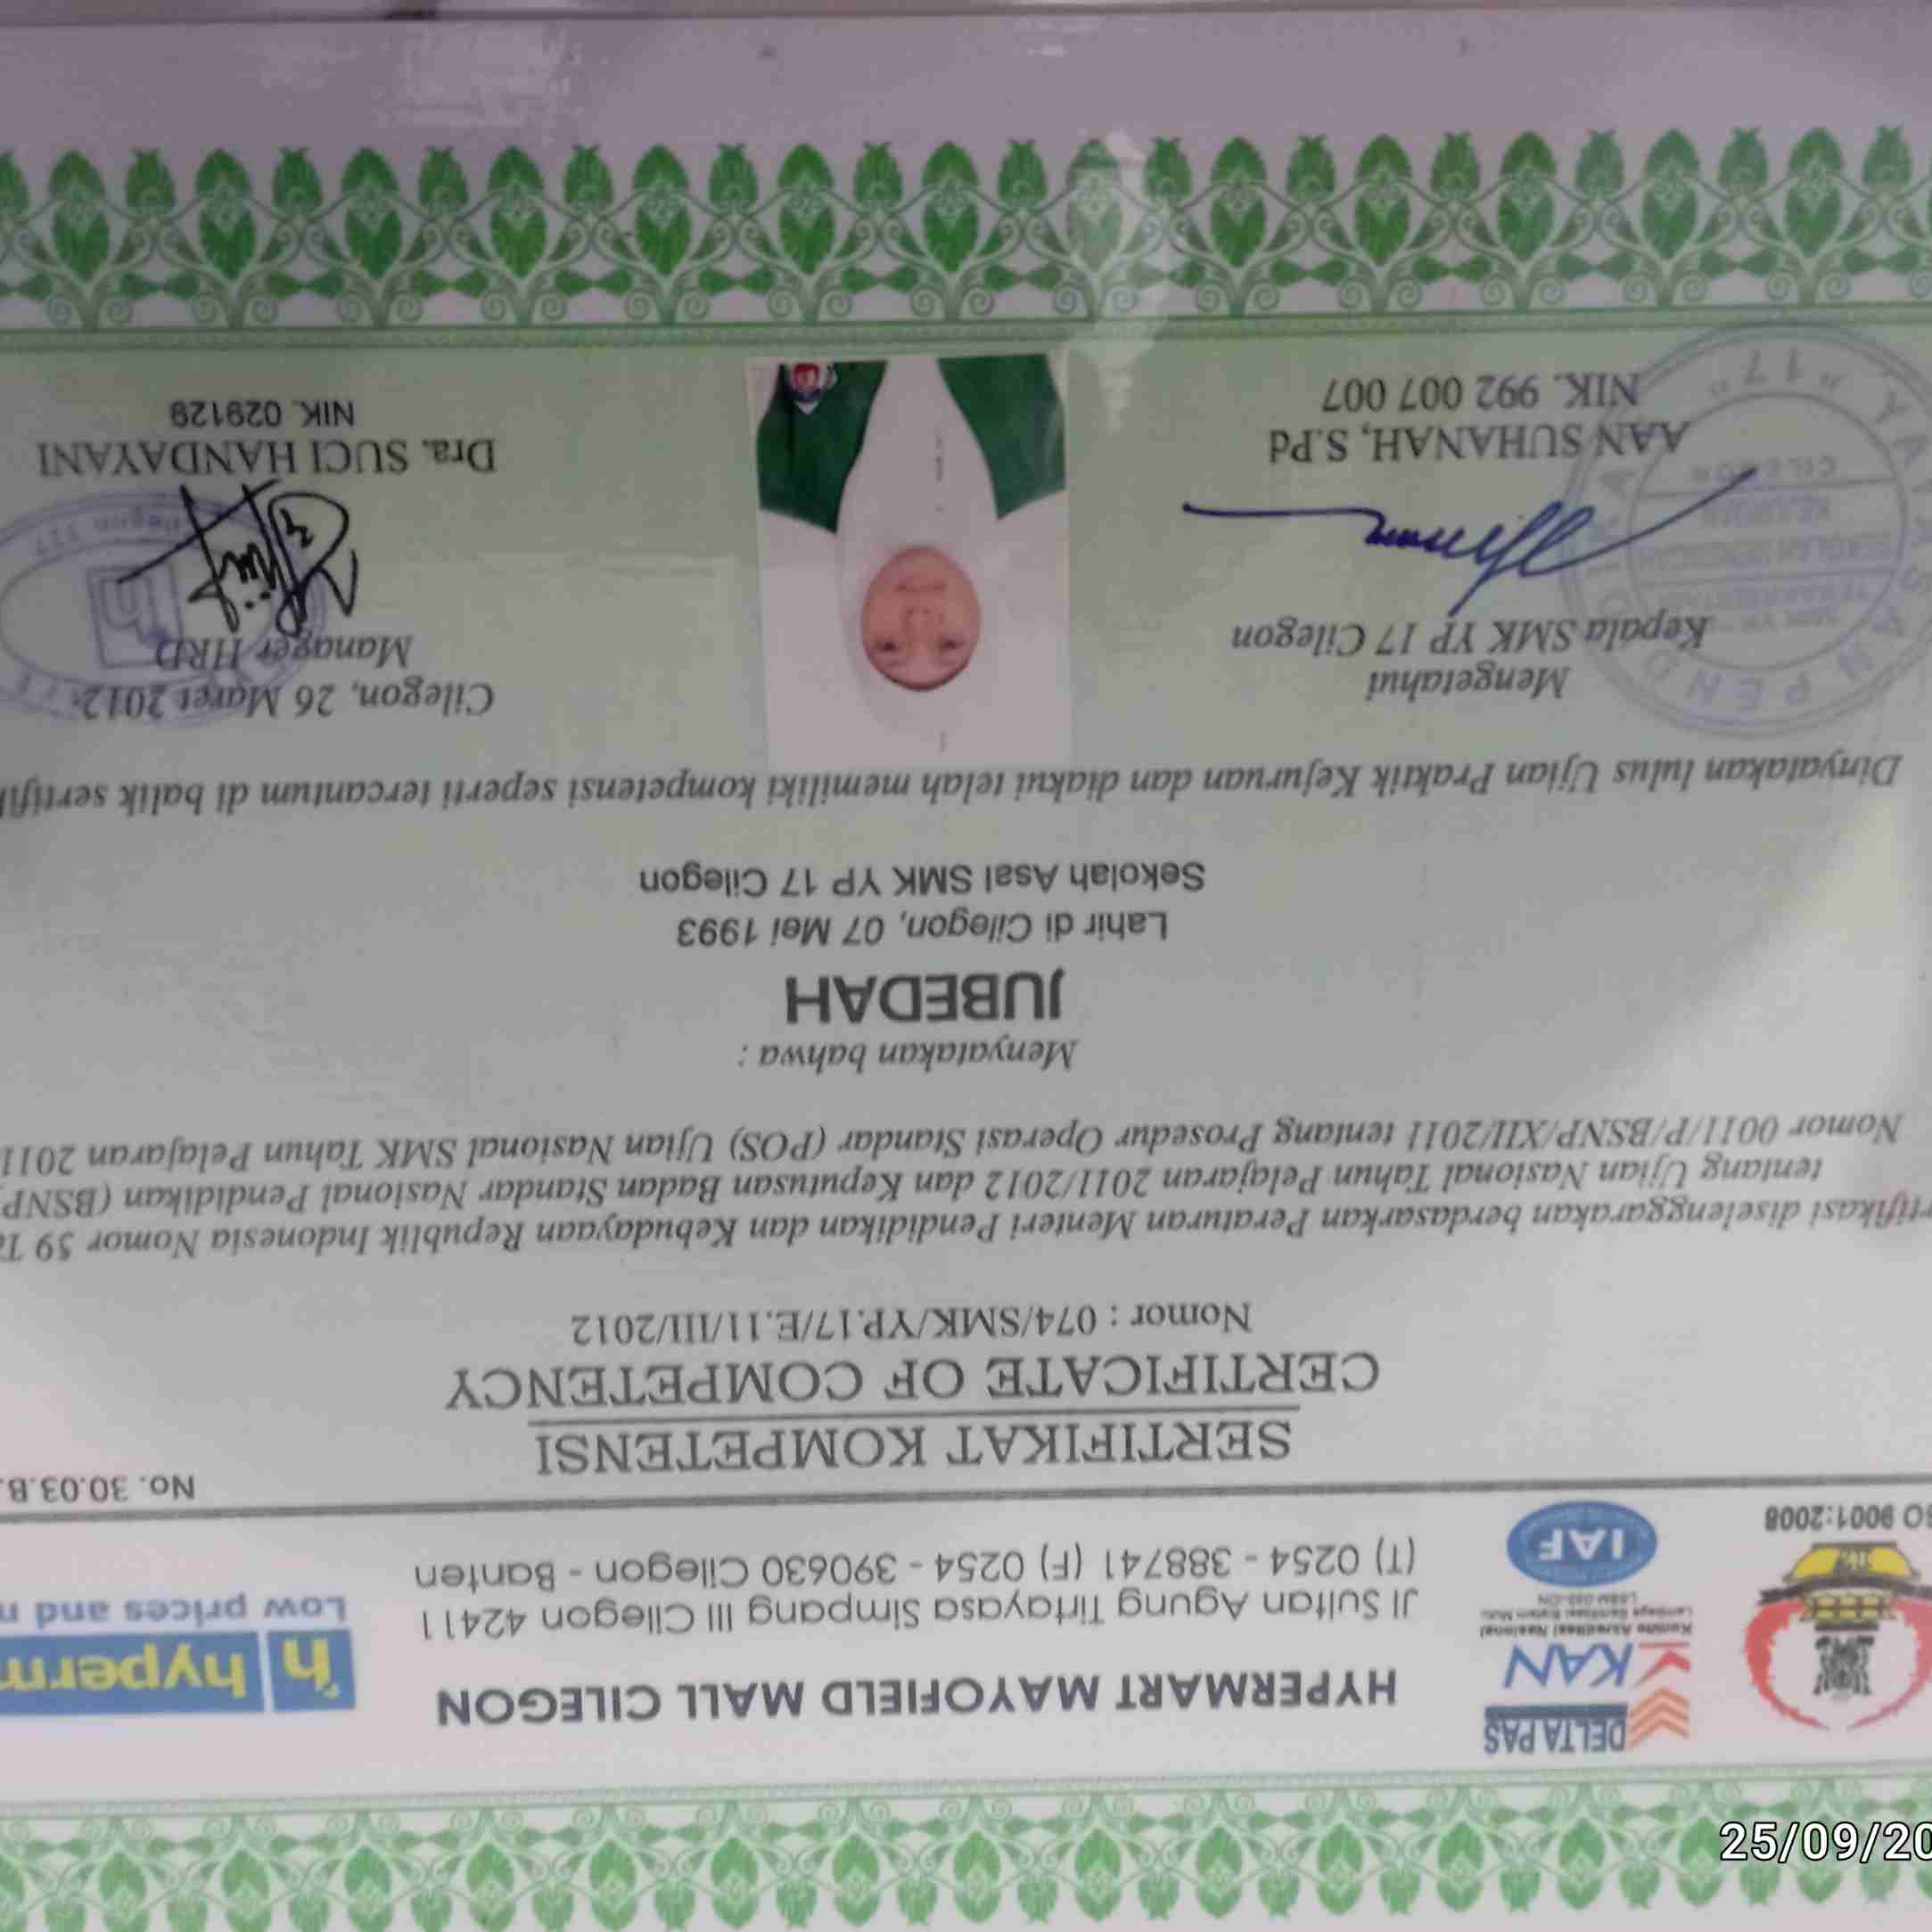 DELTA PAS
KAN
Komite Akreditasi Nasional
IAF
ISO 9001:2008
HYPERMART MAYOFIELD MALL CILEGON
Jl Sultan Agung Tirtayasa Simpang III Cilegon 42411
(T) 0254 - 388741 (F) 0254 - 390630 Cilegon - Banten
h hyperm
Low prices and
No. 30.03.B.
SERTIFIKAT KOMPETENSI
CERTIFICATE OF COMPETENCY
Nomor : 074/SMK/YP.17/E.11/III/2012
rtifikasi diselenggarakan berdasarkan Peraturan Menteri Pendidikan dan Kebudayaan Republik Indonesia Nomor 59 Ta
tentang Ujian Nasional Tahun Pelajaran 2011/2012 dan Keputusan Badan Standar Nasional Pendidikan (BSNP
Nomor 0011/P/BSNP/XII/2011 tentang Prosedur Operasi Standar (POS) Ujian Nasional SMK Tahun Pelajaran 2011
Menyatakan bahwa :
JUBEDAH
Lahir di Cilegon, 07 Mei 1993
Sekolah Asal SMK YP 17 Cilegon
Dinyatakan lulus Ujian Praktik Kejuruan dan diakui telah memiliki kompetensi seperti tercantum di balik sertifik
Mengetahui
Kepala SMK YP 17 Cilegon
AAN SUHANAH, S.Pd
NIK. 992 007 007
Cilegon, 26 Maret 2012
Manager HRD
Dra. SUCI HANDAYANI
NIK. 029129
25/09/20